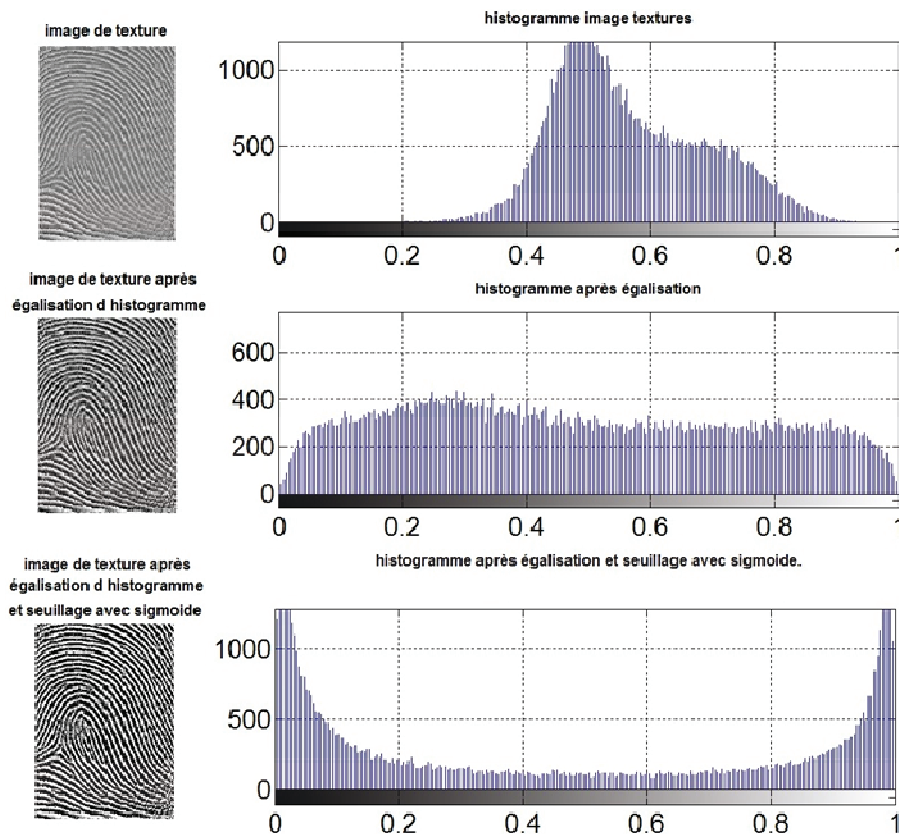 image de texture
histogramme image textures
1000
500
0
0 0.2 0.4 0.6 0.8 1
image de texture après
égalisation d histogramme
histogramme après égalisation
600
400
200
0
0 0.2 0.4 0.6 0.8 1
image de texture après
égalisation d histogramme
et seuillage avec sigmoide
histogramme après égalisation et seuillage avec sigmoide.
1000
500
0
0 0.2 0.4 0.6 0.8 1